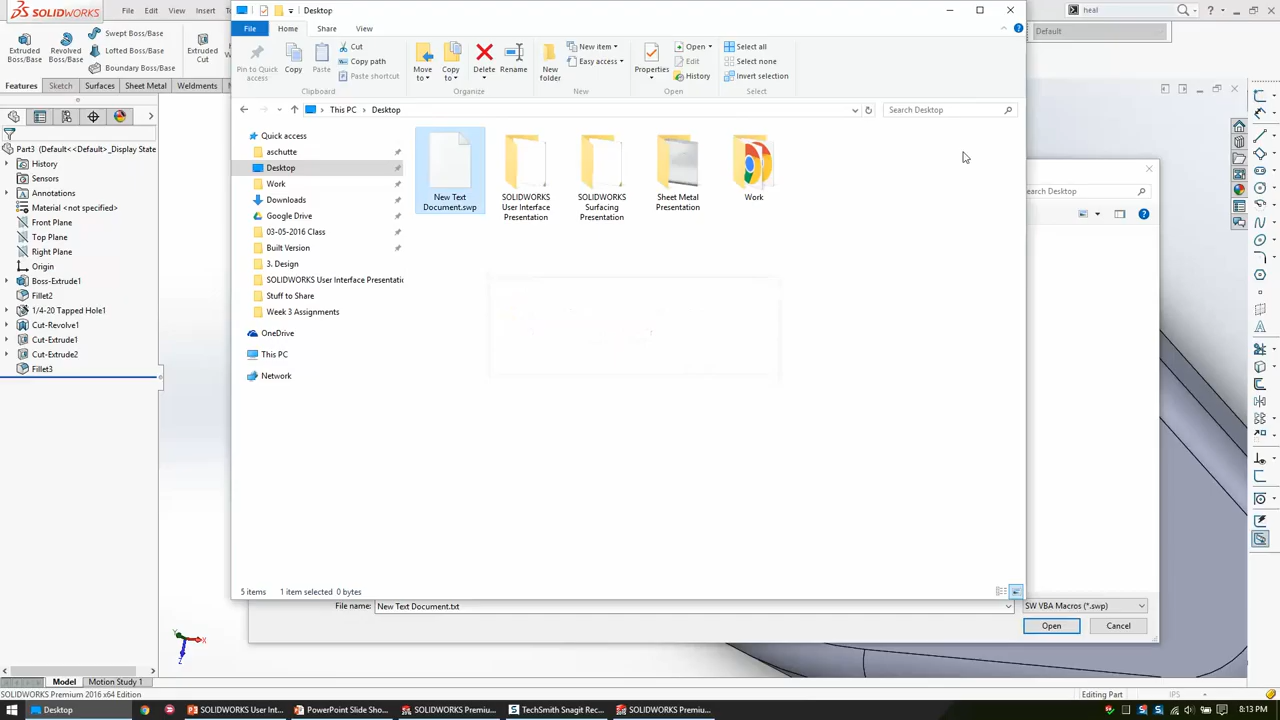 SOLIDWORKS
File
Edit
View
Insert
Extruded Boss/Base
Revolved Boss/Base
Swept Boss/Base
Lofted Boss/Base
Boundary Boss/Base
Extruded Cut
Features
Sketch
Surfaces
Sheet Metal
Weldments
Part3 (Default<<Default>_Display State
History
Sensors
Annotations
Material <not specified>
Front Plane
Top Plane
Right Plane
Origin
Boss-Extrude1
Fillet2
1/4-20 Tapped Hole1
Cut-Revolve1
Cut-Extrude1
Cut-Extrude2
Fillet3
Desktop
File
Home
Share
View
Pin to Quick access
Copy
Paste
Cut
Copy path
Paste shortcut
Clipboard
Move to
Copy to
Delete
Rename
Organize
New folder
New item
Easy access
New
Properties
Open
Edit
History
Open
Select all
Select none
Invert selection
Select
This PC
Desktop
Search Desktop
Quick access
aschutte
Desktop
Work
Downloads
Google Drive
03-05-2016 Class
Built Version
3. Design
SOLIDWORKS User Interface Presentatio
Stuff to Share
Week 3 Assignments
OneDrive
This PC
Network
New Text
Document.swp
SOLIDWORKS
User Interface
Presentation
SOLIDWORKS
Surfacing
Presentation
Sheet Metal
Presentation
Work
5 items
1 item selected 0 bytes
heal
Default
earch Desktop
File name:
New Text Document.txt
SW VBA Macros (*.swp)
Open
Cancel
Model
Motion Study 1
SOLIDWORKS Premium 2016 x64 Edition
Editing Part
IPS
Desktop
SOLIDWORKS User Int...
PowerPoint Slide Sho...
SOLIDWORKS Premiu...
TechSmith Snagit Rec...
SOLIDWORKS Premiu...
8:13 PM